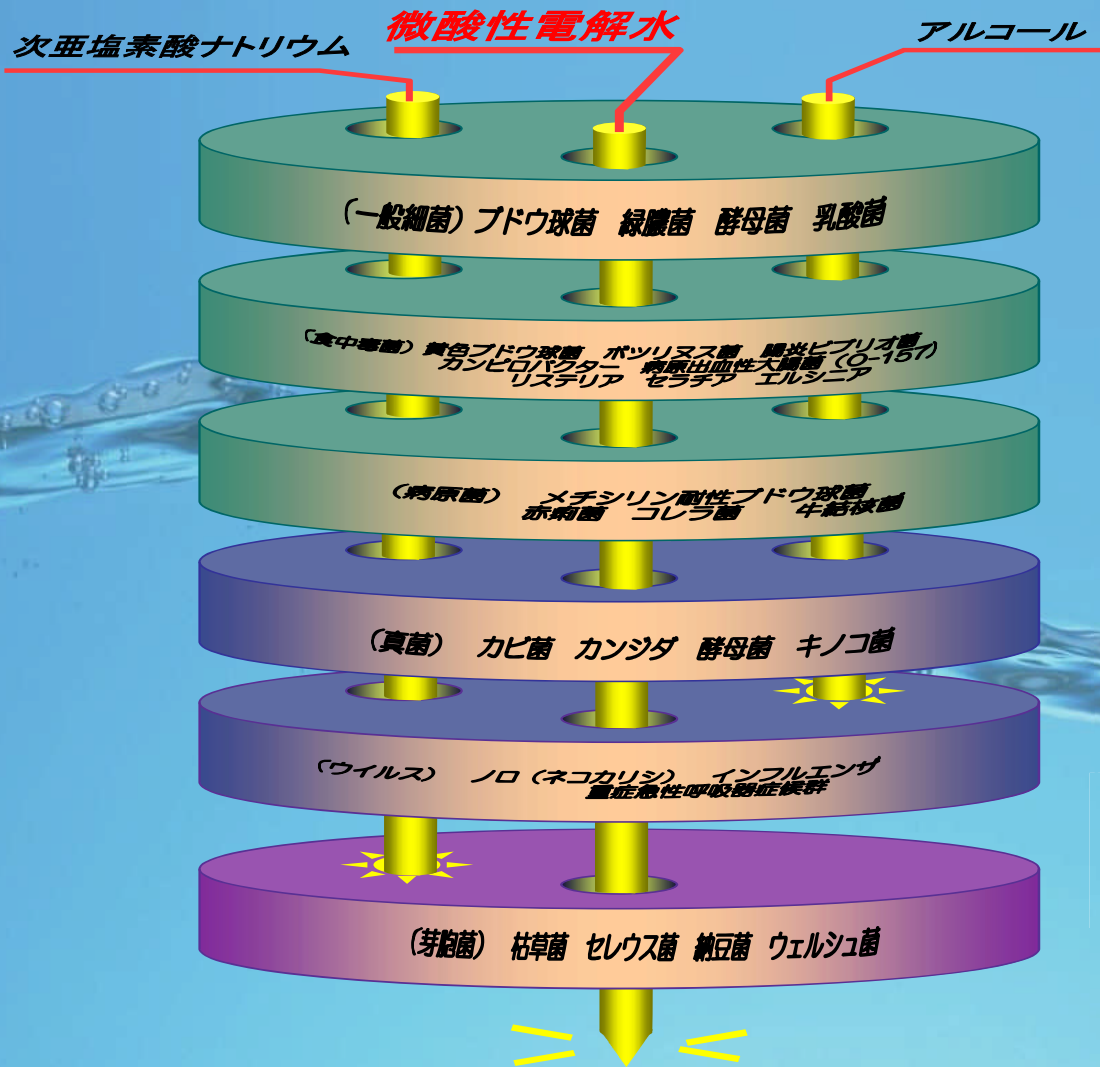 次亜塩素酸ナトリウム
微酸性電解水
アルコール
(一般細菌) ブドウ球菌 緑膿菌 酵母菌 乳酸菌
(食中毒菌)黄色ブドウ球菌 ボツリヌス菌 腸炎ビブリオ菌
カンピロバクター 病原出血性大腸菌 (O-157)
リステリア セラチア エルシニア
(病原菌) メチシリン耐性ブドウ球菌
赤痢菌 コレラ菌 牛結核菌
(真菌) カビ菌 カンジダ 酵母菌 キノコ菌
(ウイルス) ノロ (ネコカリシ) インフルエンザ
重症急性呼吸器症候群
(芽胞菌) 枯草菌 セレウス菌 納豆菌 ウェルシュ菌